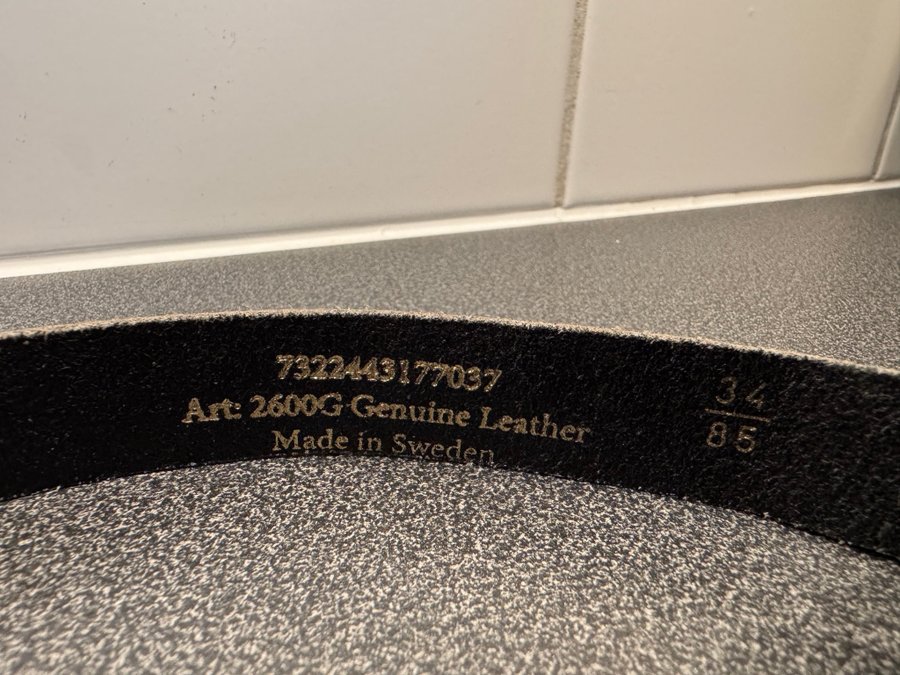 7322443177037
Art: 2600G Genuine Leather
Made in Sweden
34
85